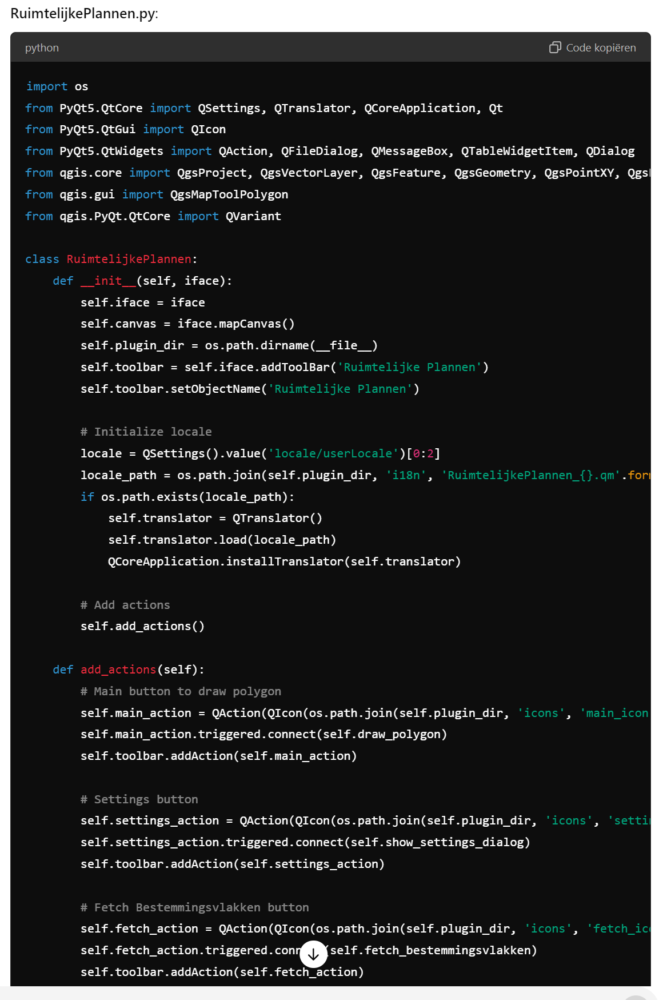 RuimtelijkePlannen.py:
python
Code kopiëren
import os
from PyQt5.QtCore import QSettings, QTranslator, QCoreApplication, Qt
from PyQt5.QtGui import QIcon
from PyQt5.QtWidgets import QAction, QFileDialog, QMessageBox, QTableWidgetItem, QDialog
from qgis.core import QgsProject, QgsVectorLayer, QgsFeature, QgsGeometry, QgsPointXY, Qgs
from qgis.gui import QgsMapToolPolygon
from qgis.PyQt.QtCore import QVariant
class RuimtelijkePlannen:
def __init__(self, iface):
self.iface = iface
self.canvas = iface.mapCanvas()
self.plugin_dir = os.path.dirname(__file__)
self.toolbar = self.iface.addToolBar('Ruimtelijke Plannen')
self.toolbar.setObjectName('Ruimtelijke Plannen')
# Initialize locale
locale = QSettings().value('locale/userLocale')[0:2]
locale_path = os.path.join(self.plugin_dir, 'i18n', 'RuimtelijkePlannen_{}.qm'.for
if os.path.exists(locale_path):
self.translator = QTranslator()
self.translator.load(locale_path)
QCoreApplication.installTranslator(self.translator)
# Add actions
self.add_actions()
def add_actions(self):
# Main button to draw polygon
self.main_action = QAction(QIcon(os.path.join(self.plugin_dir, 'icons', 'main_icon
self.main_action.triggered.connect(self.draw_polygon)
self.toolbar.addAction(self.main_action)
# Settings button
self.settings_action = QAction(QIcon(os.path.join(self.plugin_dir, 'icons', 'setti
self.settings_action.triggered.connect(self.show_settings_dialog)
self.toolbar.addAction(self.settings_action)
# Fetch Bestemmingsvlakken button
self.fetch_action = QAction(QIcon(os.path.join(self.plugin_dir, 'icons', 'fetch_ic
self.fetch_action.triggered.conn (self.fetch_bestemmingsvlakken)
self.toolbar.addAction(self.fetch_action)